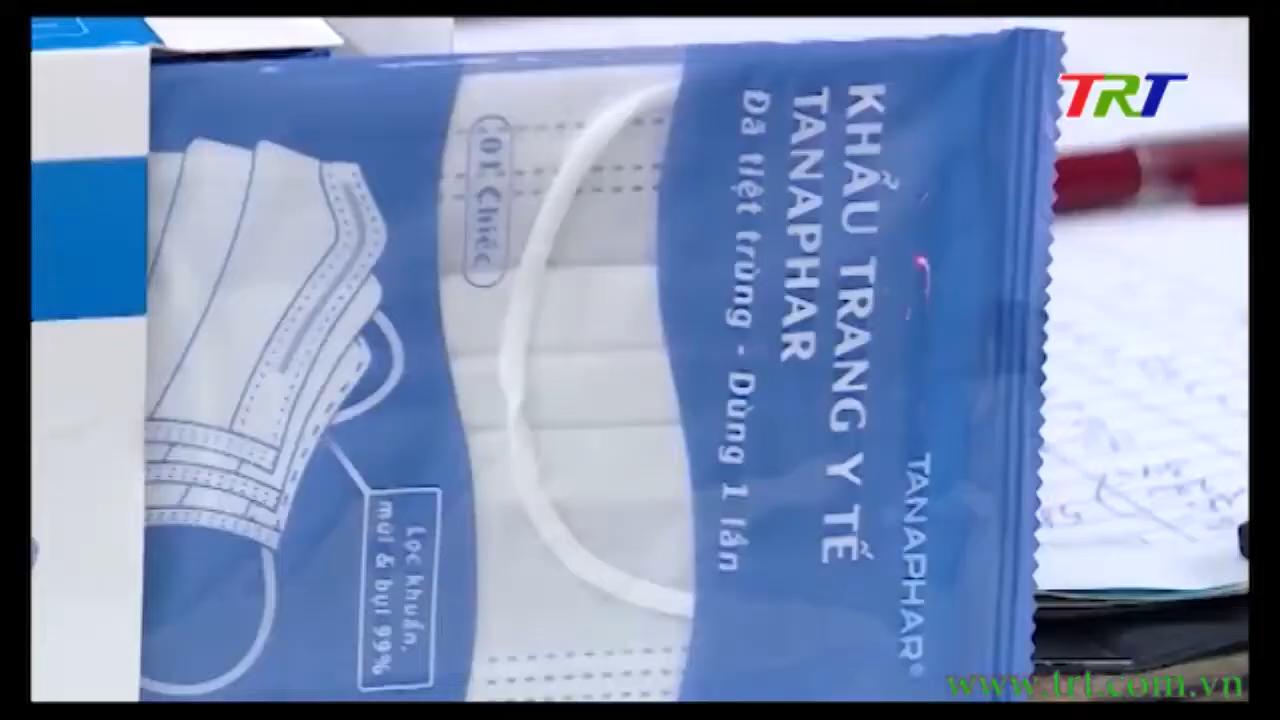 TRT
TANAPHAR®
KHẨU TRANG Y TẾ
TANAPHAR
Đã tiệt trùng - Dùng 1 lần
01 Chiếc
Lọc khuẩn,
mùi & bụi 99%
www.trt.com.vn